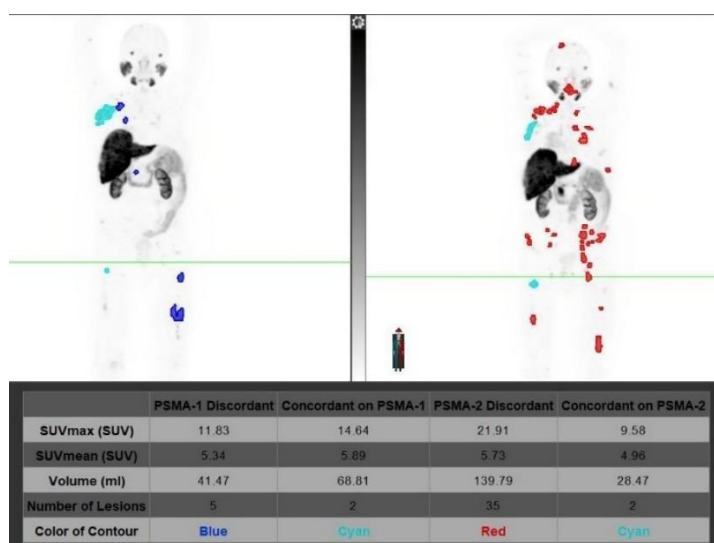 PSMA-1 Discordant Concordant on PSMA-1 PSMA-2 Discordant Concordant on PSMA-2
SUVmax (SUV) 11.83 14.64 21.91 9.58
SUVmean (SUV) 5.34 5.89 5.73 4.96
Volume (ml) 41.47 68.81 139.79 28.47
Number of Lesions 5 2 35 2
Color of Contour Blue Cyan Red Cyan